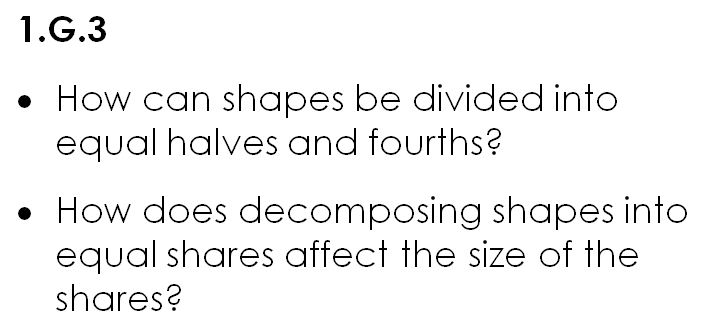 1.G.3
• How can shapes be divided into
equal halves and fourths?
• How does decomposing shapes into
equal shares affect the size of the
shares?